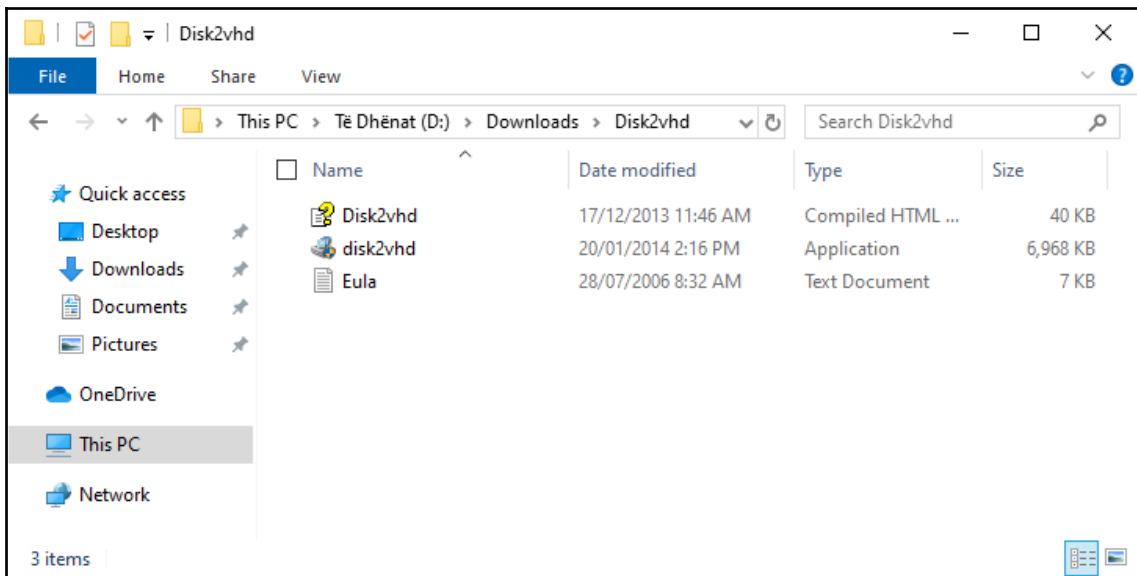 Disk2vhd
File Home Share View
This PC > Të Dhënat (D:) > Downloads > Disk2vhd Search Disk2vhd
Name Date modified Type Size
Quick access
Desktop
Downloads
Documents
Pictures
OneDrive
This PC
Network
Disk2vhd 17/12/2013 11:46 AM Compiled HTML ... 40 KB
disk2vhd 20/01/2014 2:16 PM Application 6,968 KB
Eula 28/07/2006 8:32 AM Text Document 7 KB
3 items